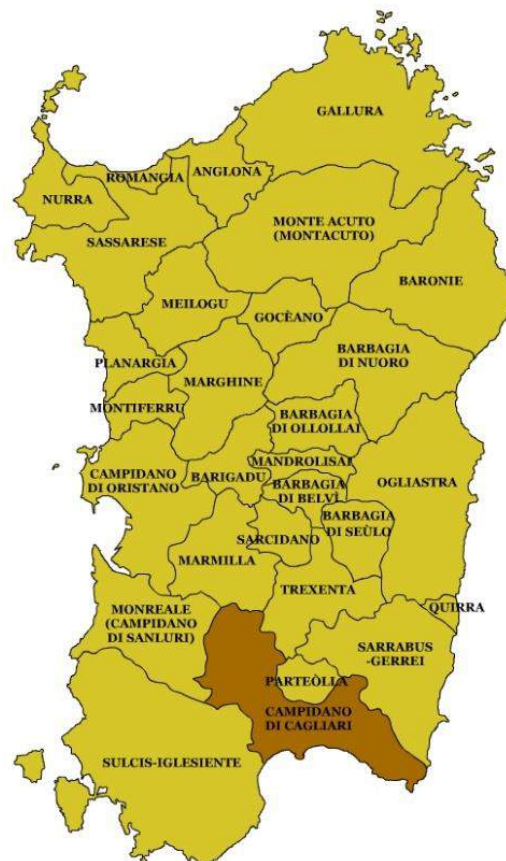 GALLURA
ROMANGIA
ANGLONA
NURRA
MONTE ACUTO
(MONTACUTO)
SASSARESE
BARONIE
MEILOGU
GOCÈANO
PLANARGIA
BARBAGIA
DI NUORO
MARGHINE
MONTIFERRU
BARBAGIA
DI OLLOLLAI
MANDROLISAI
CAMPIDANO
DI ORISTANO
BARIGADU
BARBAGIA
DI BELVÌ
OGLIASTRA
BARBAGIA
DI SEÙLO
SARCIDANO
MARMILLA
TREXENTA
MONREALE
(CAMPIDANO
DI SANLURI)
QUIRRA
SARRABUS
-GERREI
PARTEÒLLA
CAMPIDANO
DI CAGLIARI
SULCIS-IGLESIENTE